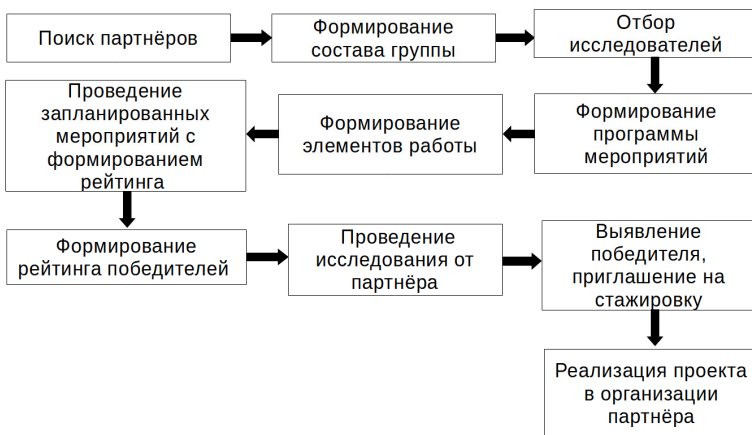 Поиск партнёров
Формирование
состава группы
Отбор
исследователей
Формирование
программы
мероприятий
Формирование
элементов работы
Проведение
запланированных
мероприятий с
формированием
рейтинга
Формирование
рейтинга победителей
Проведение
исследования от
партнёра
Выявление
победителя,
приглашение на
стажировку
Реализация проекта
в организации
партнёра